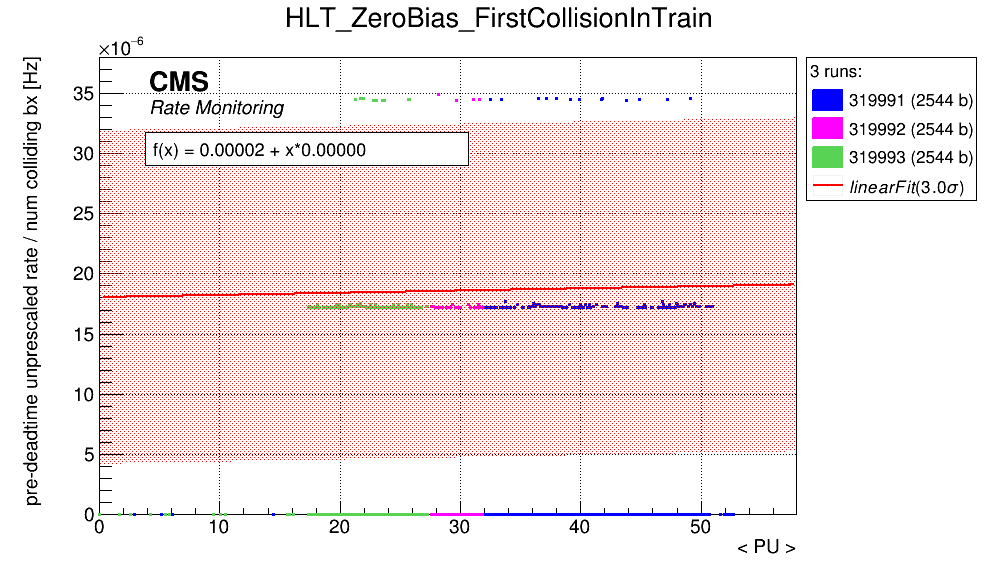 HLT_ZeroBias_FirstCollisionInTrain
×10⁻⁶
pre-deadtime unprescaled rate / num colliding bx [Hz]
CMS
Rate Monitoring
f(x) = 0.00002 + x*0.00000
35
30
25
20
15
10
5
0
0 10 20 30 40 50
< PU >
3 runs:
319991 (2544 b)
319992 (2544 b)
319993 (2544 b)
linearFit(3.0σ)